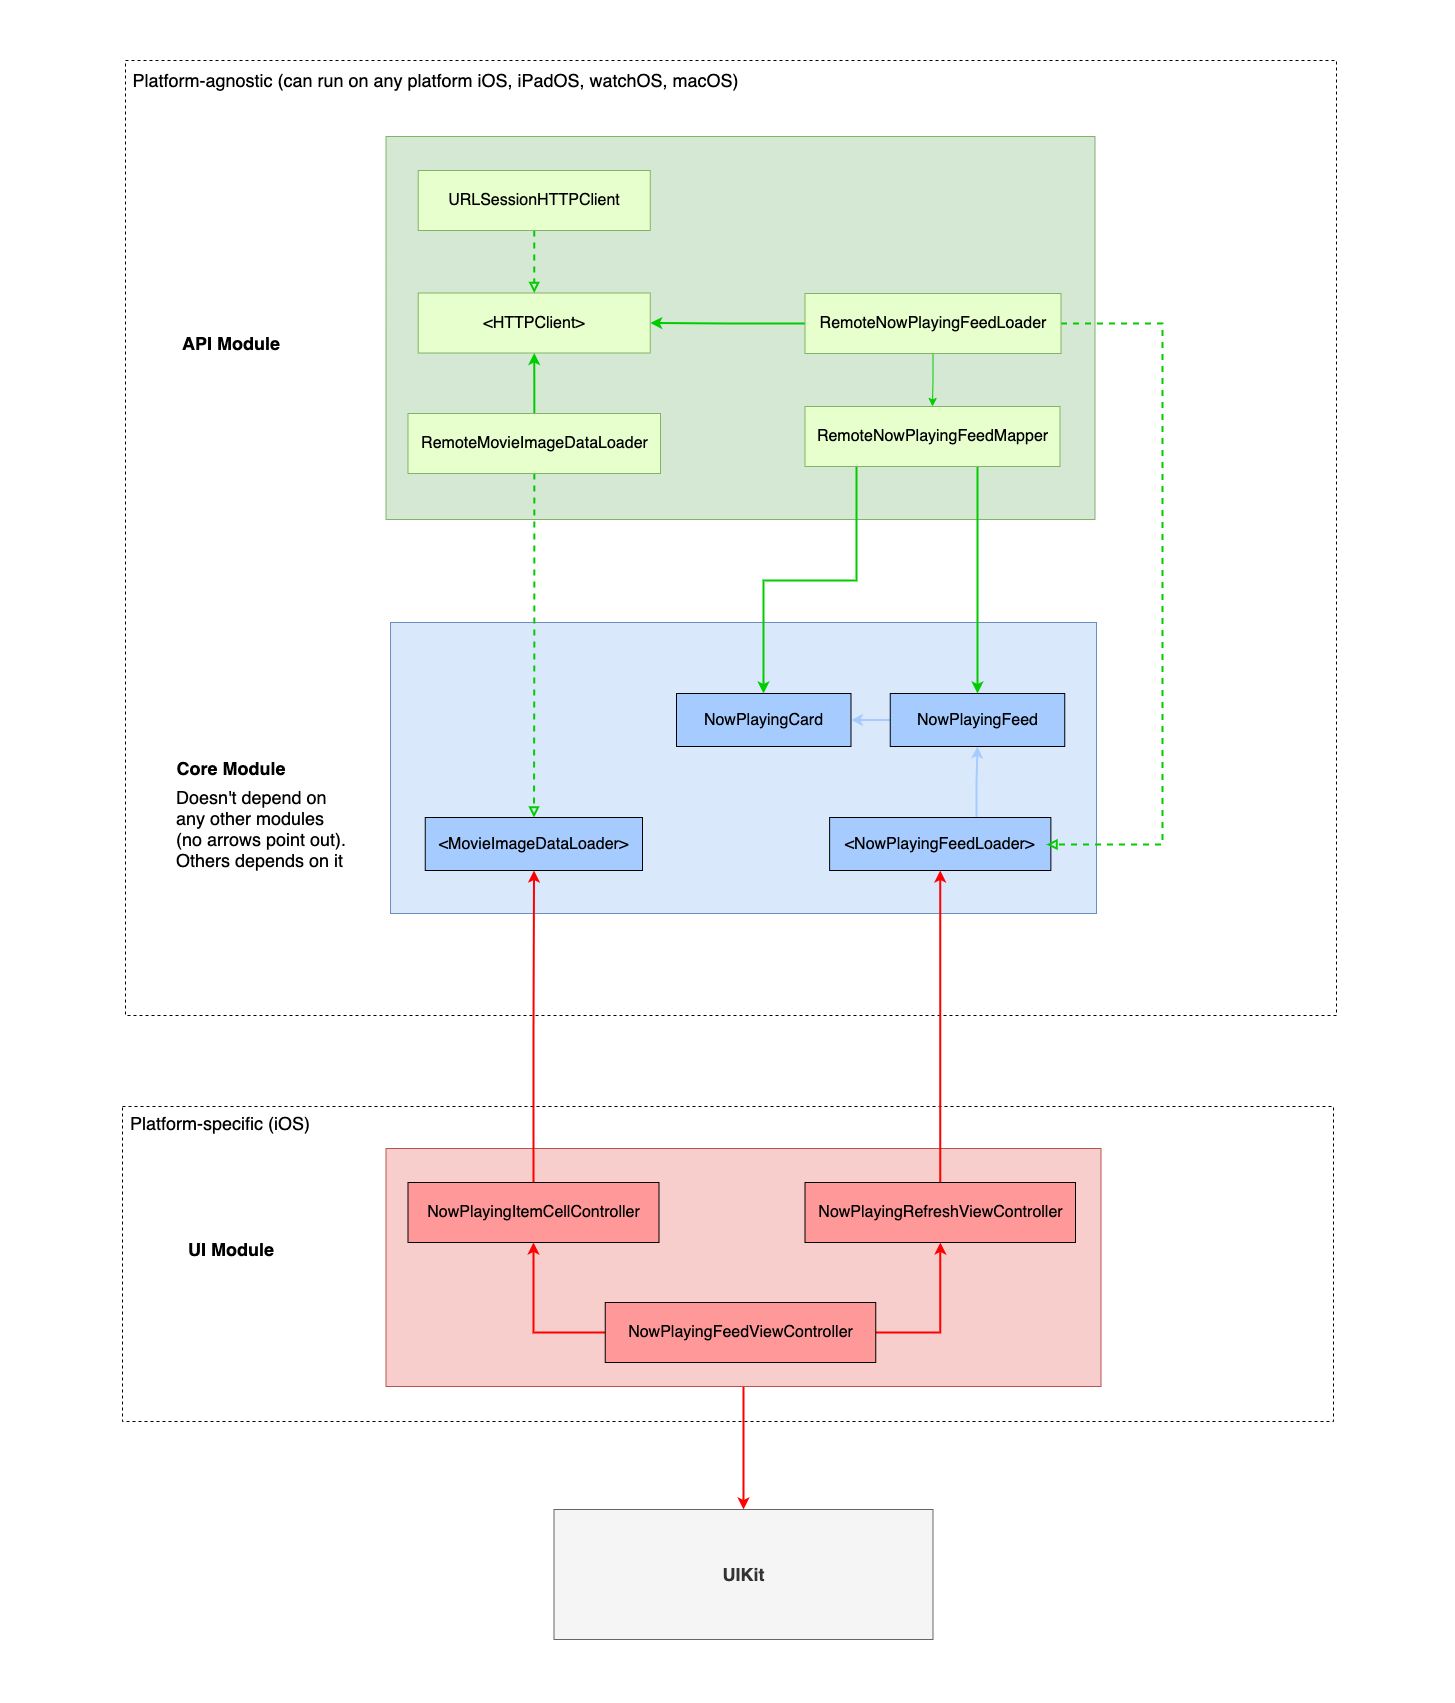 Platform-agnostic (can run on any platform iOS, iPadOS, watchOS, macOS)
URLSessionHTTPClient
<HTTPClient>
RemoteNowPlayingFeedLoader
API Module
RemoteMovieImageDataLoader
RemoteNowPlayingFeedMapper
NowPlayingCard
NowPlayingFeed
Core Module
Doesn't depend on
any other modules
(no arrows point out).
Others depends on it
<MovieImageDataLoader>
<NowPlayingFeedLoader>
Platform-specific (iOS)
NowPlayingItemCellController
NowPlayingRefreshViewController
UI Module
NowPlayingFeedViewController
UIKit